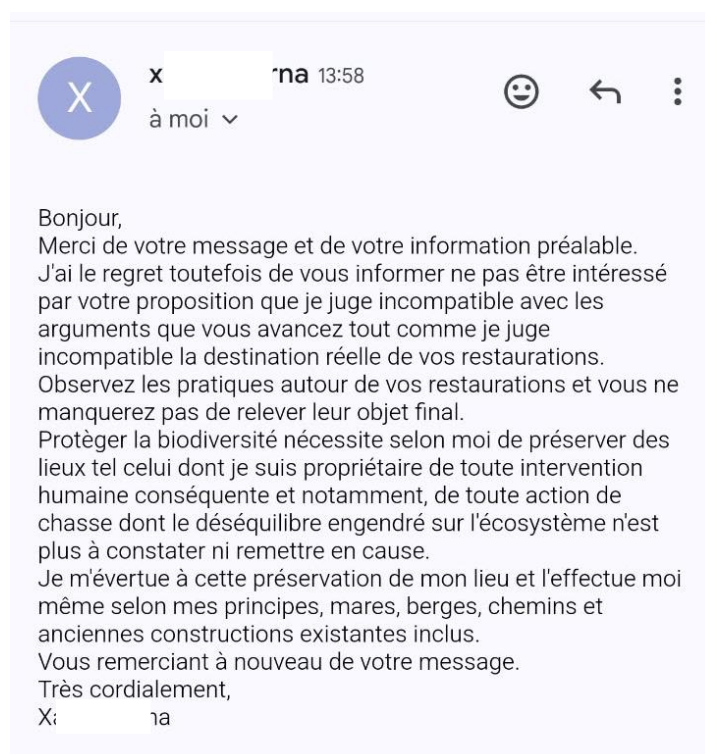 X
x rna 13:58
à moi
Bonjour,
Merci de votre message et de votre information préalable.
J'ai le regret toutefois de vous informer ne pas être intéressé
par votre proposition que je juge incompatible avec les
arguments que vous avancez tout comme je juge
incompatible la destination réelle de vos restaurations.
Observez les pratiques autour de vos restaurations et vous ne
manquerez pas de relever leur objet final.
Protèger la biodiversité nécessite selon moi de préserver des
lieux tel celui dont je suis propriétaire de toute intervention
humaine conséquente et notamment, de toute action de
chasse dont le déséquilibre engendré sur l'écosystème n'est
plus à constater ni remettre en cause.
Je m'évertue à cette préservation de mon lieu et l'effectue moi
même selon mes principes, mares, berges, chemins et
anciennes constructions existantes inclus.
Vous remerciant à nouveau de votre message.
Très cordialement,
Xa na